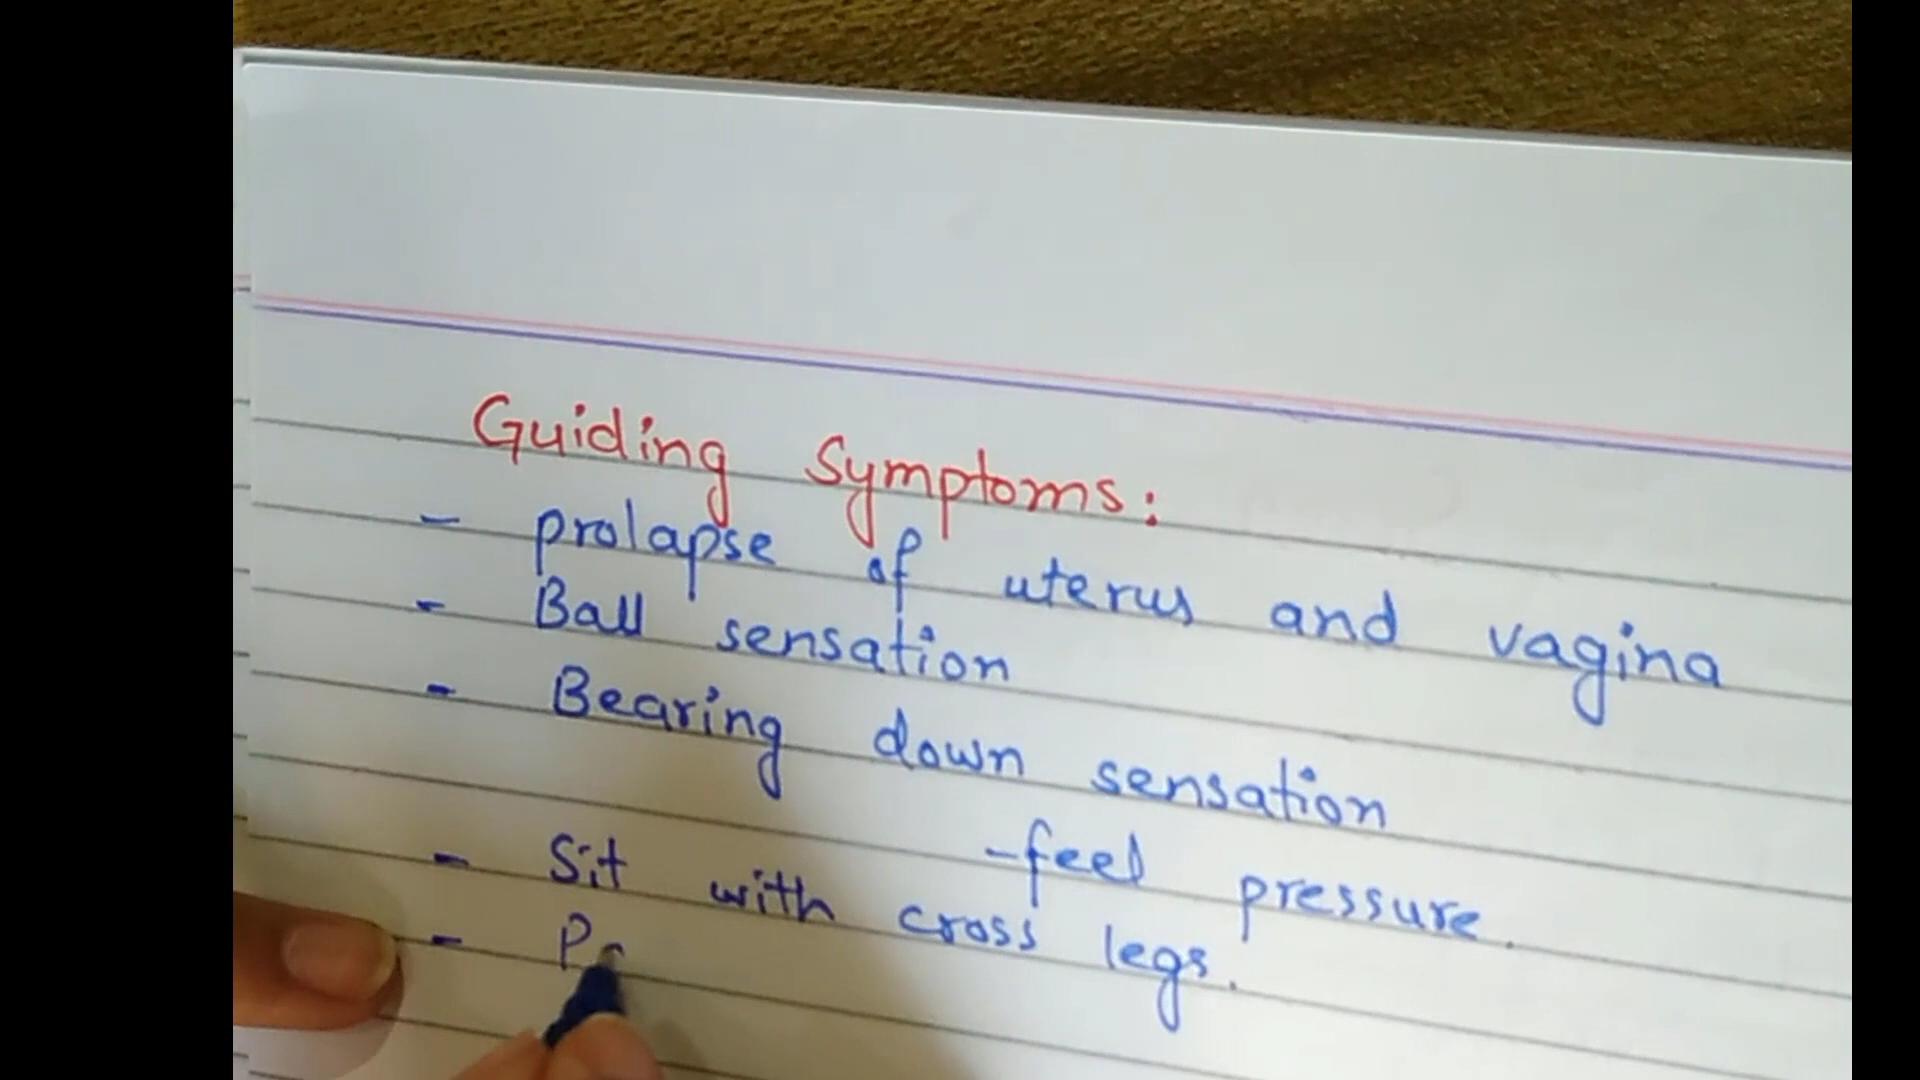 Guiding Symptoms:
- prolapse of uterus and vagina
- Ball sensation
- Bearing down sensation
- feel pressure.
- Sit with cross legs.
-